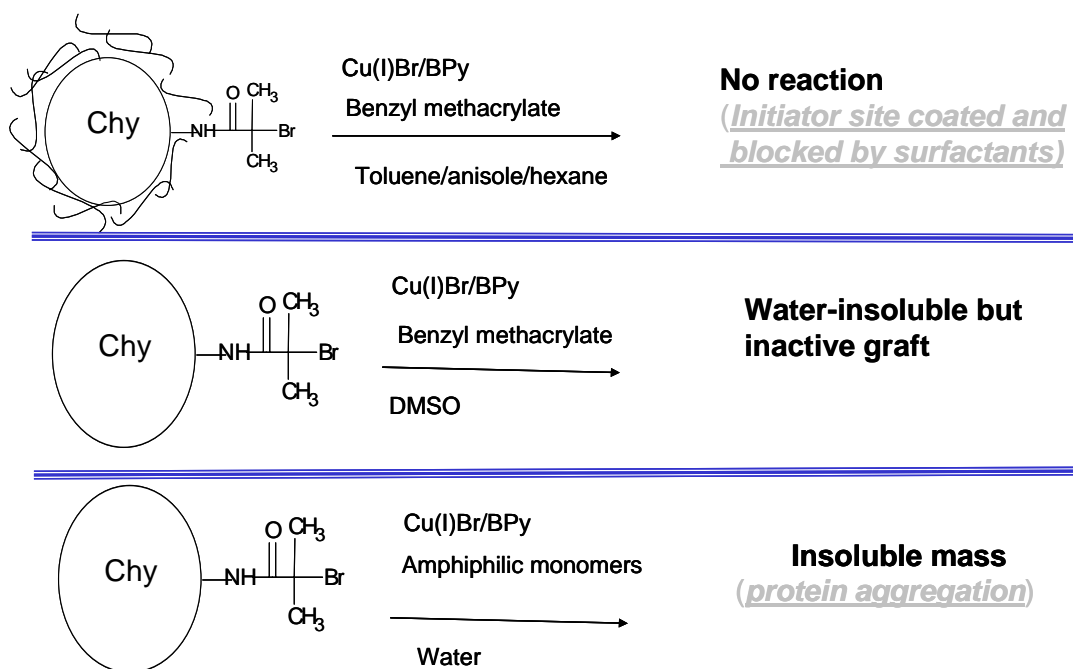 Chy
NH
O
CH3
Br
CH3
Cu(I)Br/BPy
Benzyl methacrylate
Toluene/anisole/hexane
No reaction
(Initiator site coated and
blocked by surfactants)
Chy
NH
O
CH3
Br
CH3
Cu(I)Br/BPy
Benzyl methacrylate
DMSO
Water-insoluble but
inactive graft
Chy
NH
O
CH3
Br
CH3
Cu(I)Br/BPy
Amphiphilic monomers
Water
Insoluble mass
(protein aggregation)